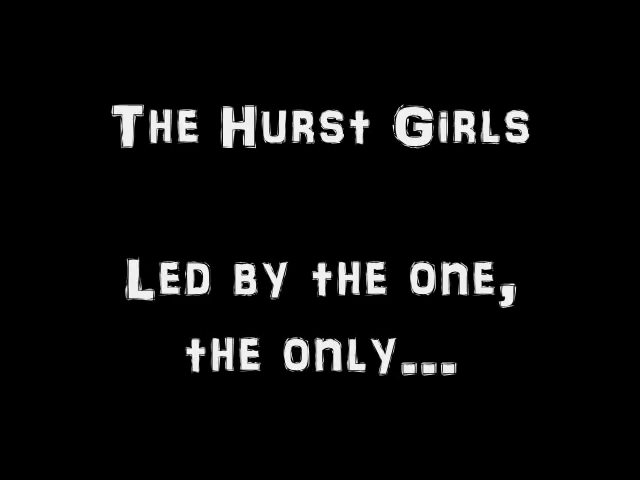 The Hurst Girls
Led by the one,
the only...